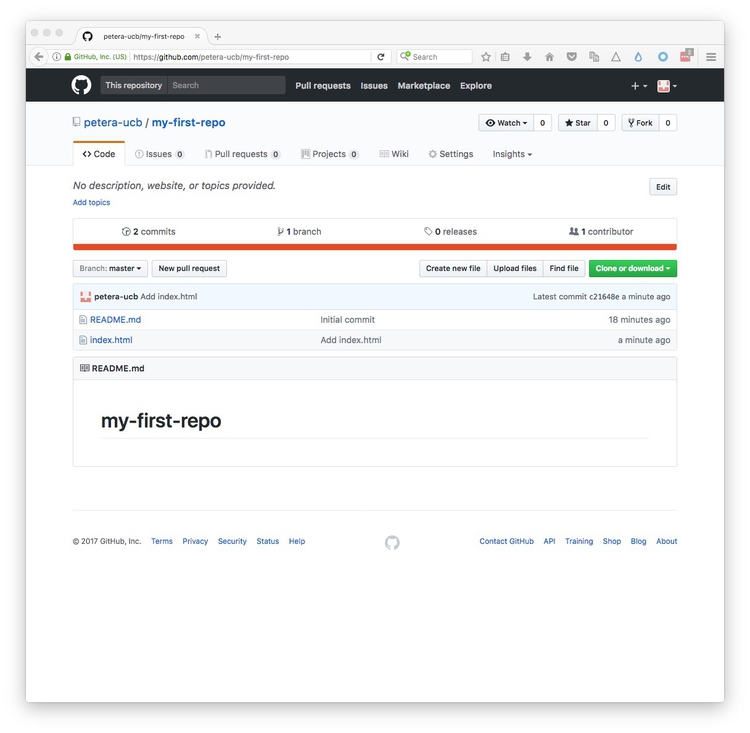 petera-ucb/my-first-repo
GitHub, Inc. (US) https://github.com/petera-ucb/my-first-repo Search
This repository Search Pull requests Issues Marketplace Explore
petera-ucb / my-first-repo Watch 0 Star 0 Fork 0
Code Issues 0 Pull requests 0 Projects 0 Wiki Settings Insights
No description, website, or topics provided. Edit
Add topics
2 commits 1 branch 0 releases 1 contributor
Branch: master New pull request Create new file Upload files Find file Clone or download
petera-ucb Add index.html Latest commit c21648e a minute ago
README.md Initial commit 18 minutes ago
index.html Add index.html a minute ago
README.md
my-first-repo
© 2017 GitHub, Inc. Terms Privacy Security Status Help Contact GitHub API Training Shop Blog About